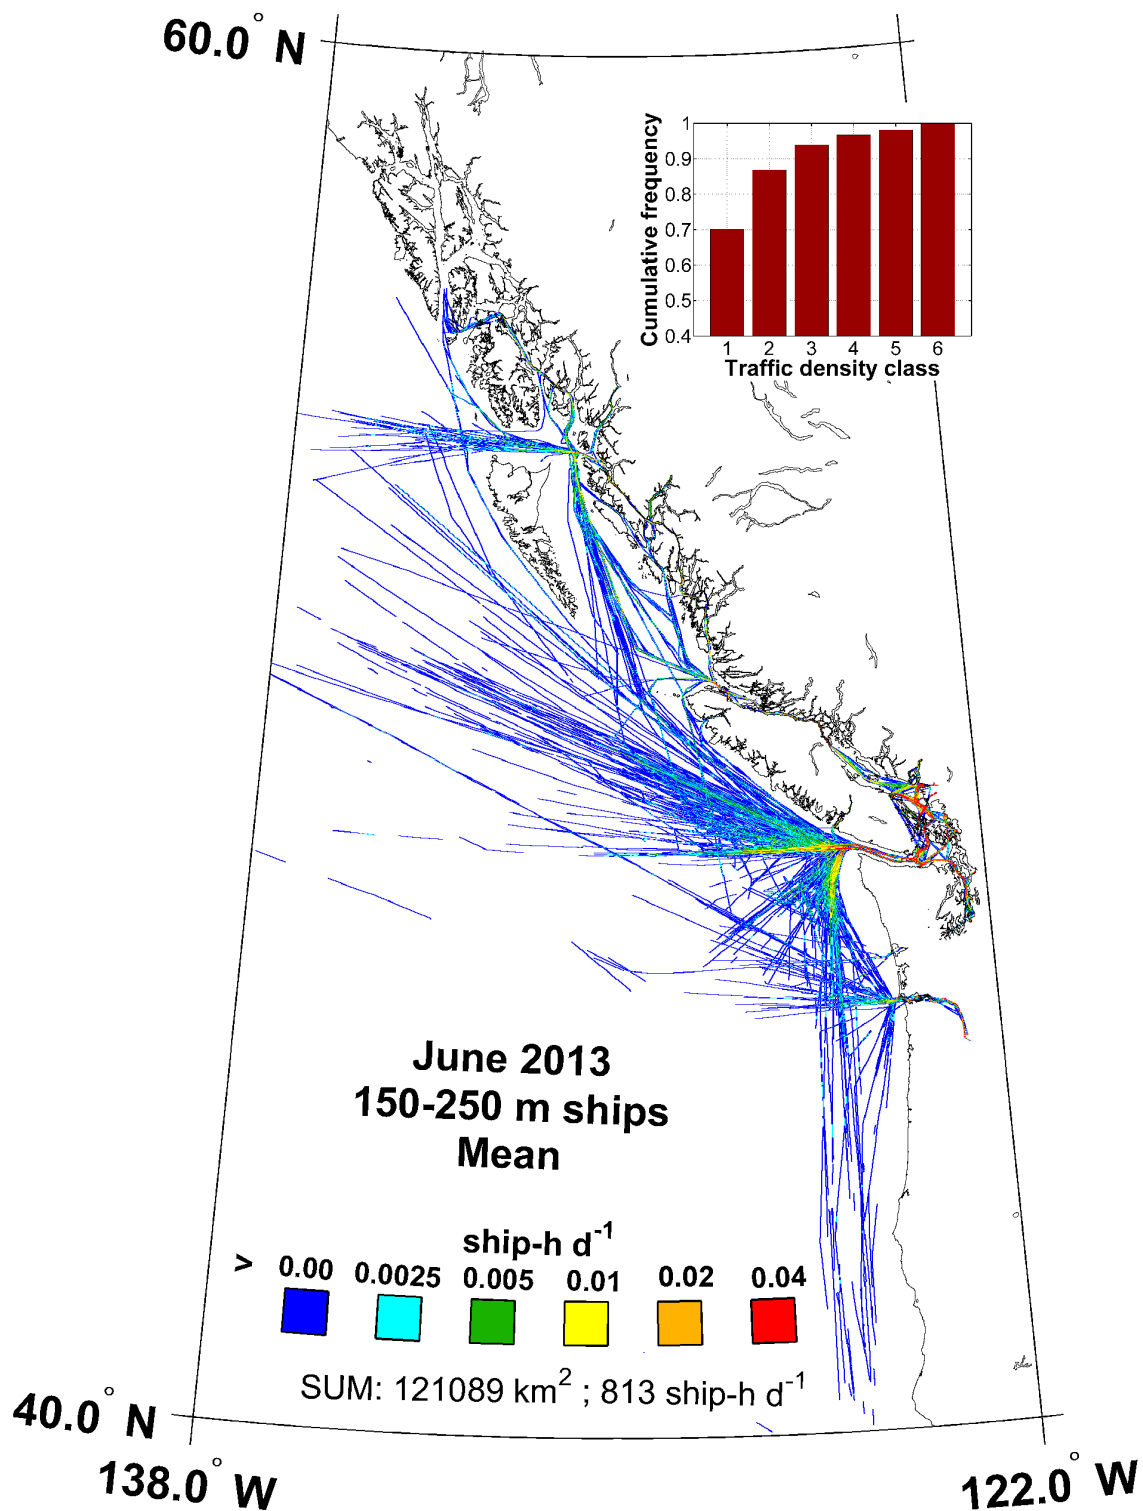 60.0° N
Cumulative frequency
1
0.9
0.8
0.7
0.6
0.5
0.4
1 2 3 4 5 6
Traffic density class
June 2013
150-250 m ships
Mean
ship-h d⁻¹
> 0.00 0.0025 0.005 0.01 0.02 0.04
SUM: 121089 km² ; 813 ship-h d⁻¹
40.0° N
138.0° W
122.0° W